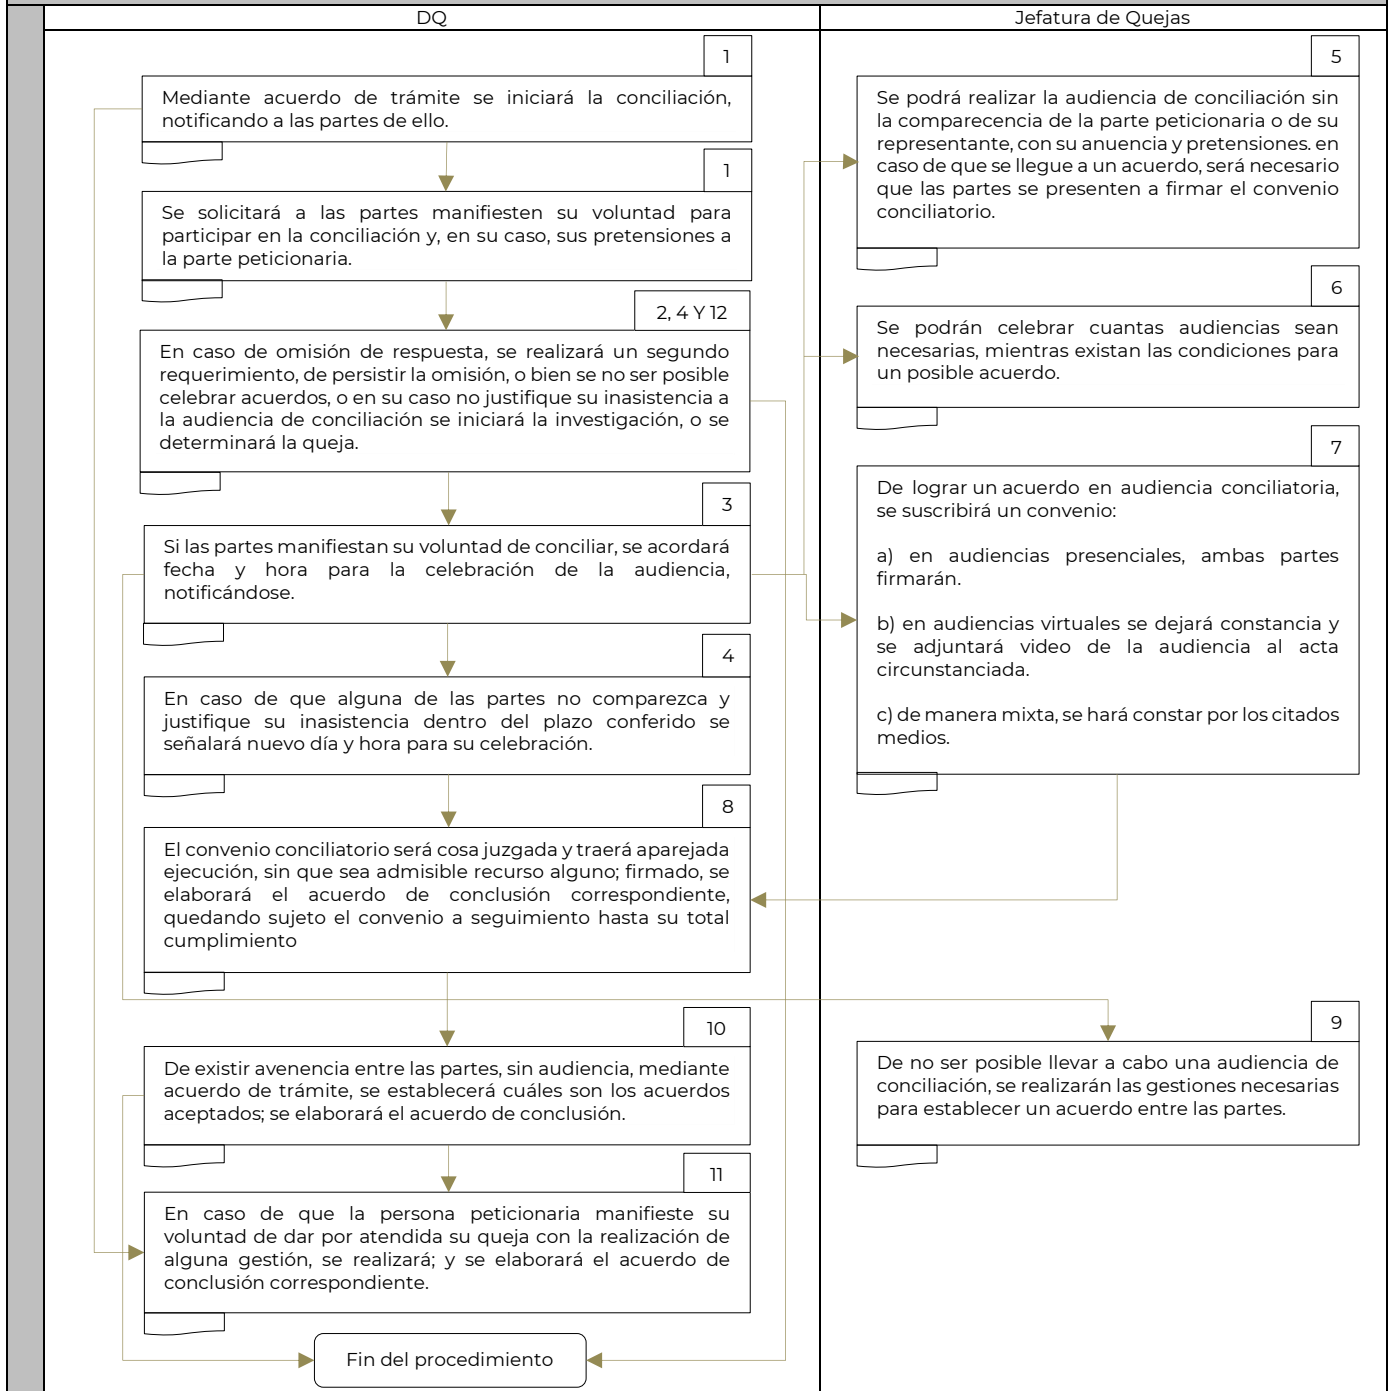 DQ
Jefatura de Quejas
1
Mediante acuerdo de trámite se iniciará la conciliación,
notificando a las partes de ello.
1
Se solicitará a las partes manifiesten su voluntad para
participar en la conciliación y, en su caso, sus pretensiones a
la parte peticionaria.
2, 4 Y 12
En caso de omisión de respuesta, se realizará un segundo
requerimiento, de persistir la omisión, o bien se no ser posible
celebrar acuerdos, o en su caso no justifique su inasistencia a
la audiencia de conciliación se iniciará la investigación, o se
determinará la queja.
3
Si las partes manifiestan su voluntad de conciliar, se acordará
fecha y hora para la celebración de la audiencia,
notificándose.
4
En caso de que alguna de las partes no comparezca y
justifique su inasistencia dentro del plazo conferido se
señalará nuevo día y hora para su celebración.
8
El convenio conciliatorio será cosa juzgada y traerá aparejada
ejecución, sin que sea admisible recurso alguno; firmado, se
elaborará el acuerdo de conclusión correspondiente,
quedando sujeto el convenio a seguimiento hasta su total
cumplimiento
10
De existir avenencia entre las partes, sin audiencia, mediante
acuerdo de trámite, se establecerá cuáles son los acuerdos
aceptados; se elaborará el acuerdo de conclusión.
11
En caso de que la persona peticionaria manifieste su
voluntad de dar por atendida su queja con la realización de
alguna gestión, se realizará; y se elaborará el acuerdo de
conclusión correspondiente.
Fin del procedimiento
5
Se podrá realizar la audiencia de conciliación sin
la comparecencia de la parte peticionaria o de su
representante, con su anuencia y pretensiones. en
caso de que se llegue a un acuerdo, será necesario
que las partes se presenten a firmar el convenio
conciliatorio.
6
Se podrán celebrar cuantas audiencias sean
necesarias, mientras existan las condiciones para
un posible acuerdo.
7
De lograr un acuerdo en audiencia conciliatoria,
se suscribirá un convenio:
a) en audiencias presenciales, ambas partes
firmarán.
b) en audiencias virtuales se dejará constancia y
se adjuntará video de la audiencia al acta
circunstanciada.
c) de manera mixta, se hará constar por los citados
medios.
9
De no ser posible llevar a cabo una audiencia de
conciliación, se realizarán las gestiones necesarias
para establecer un acuerdo entre las partes.